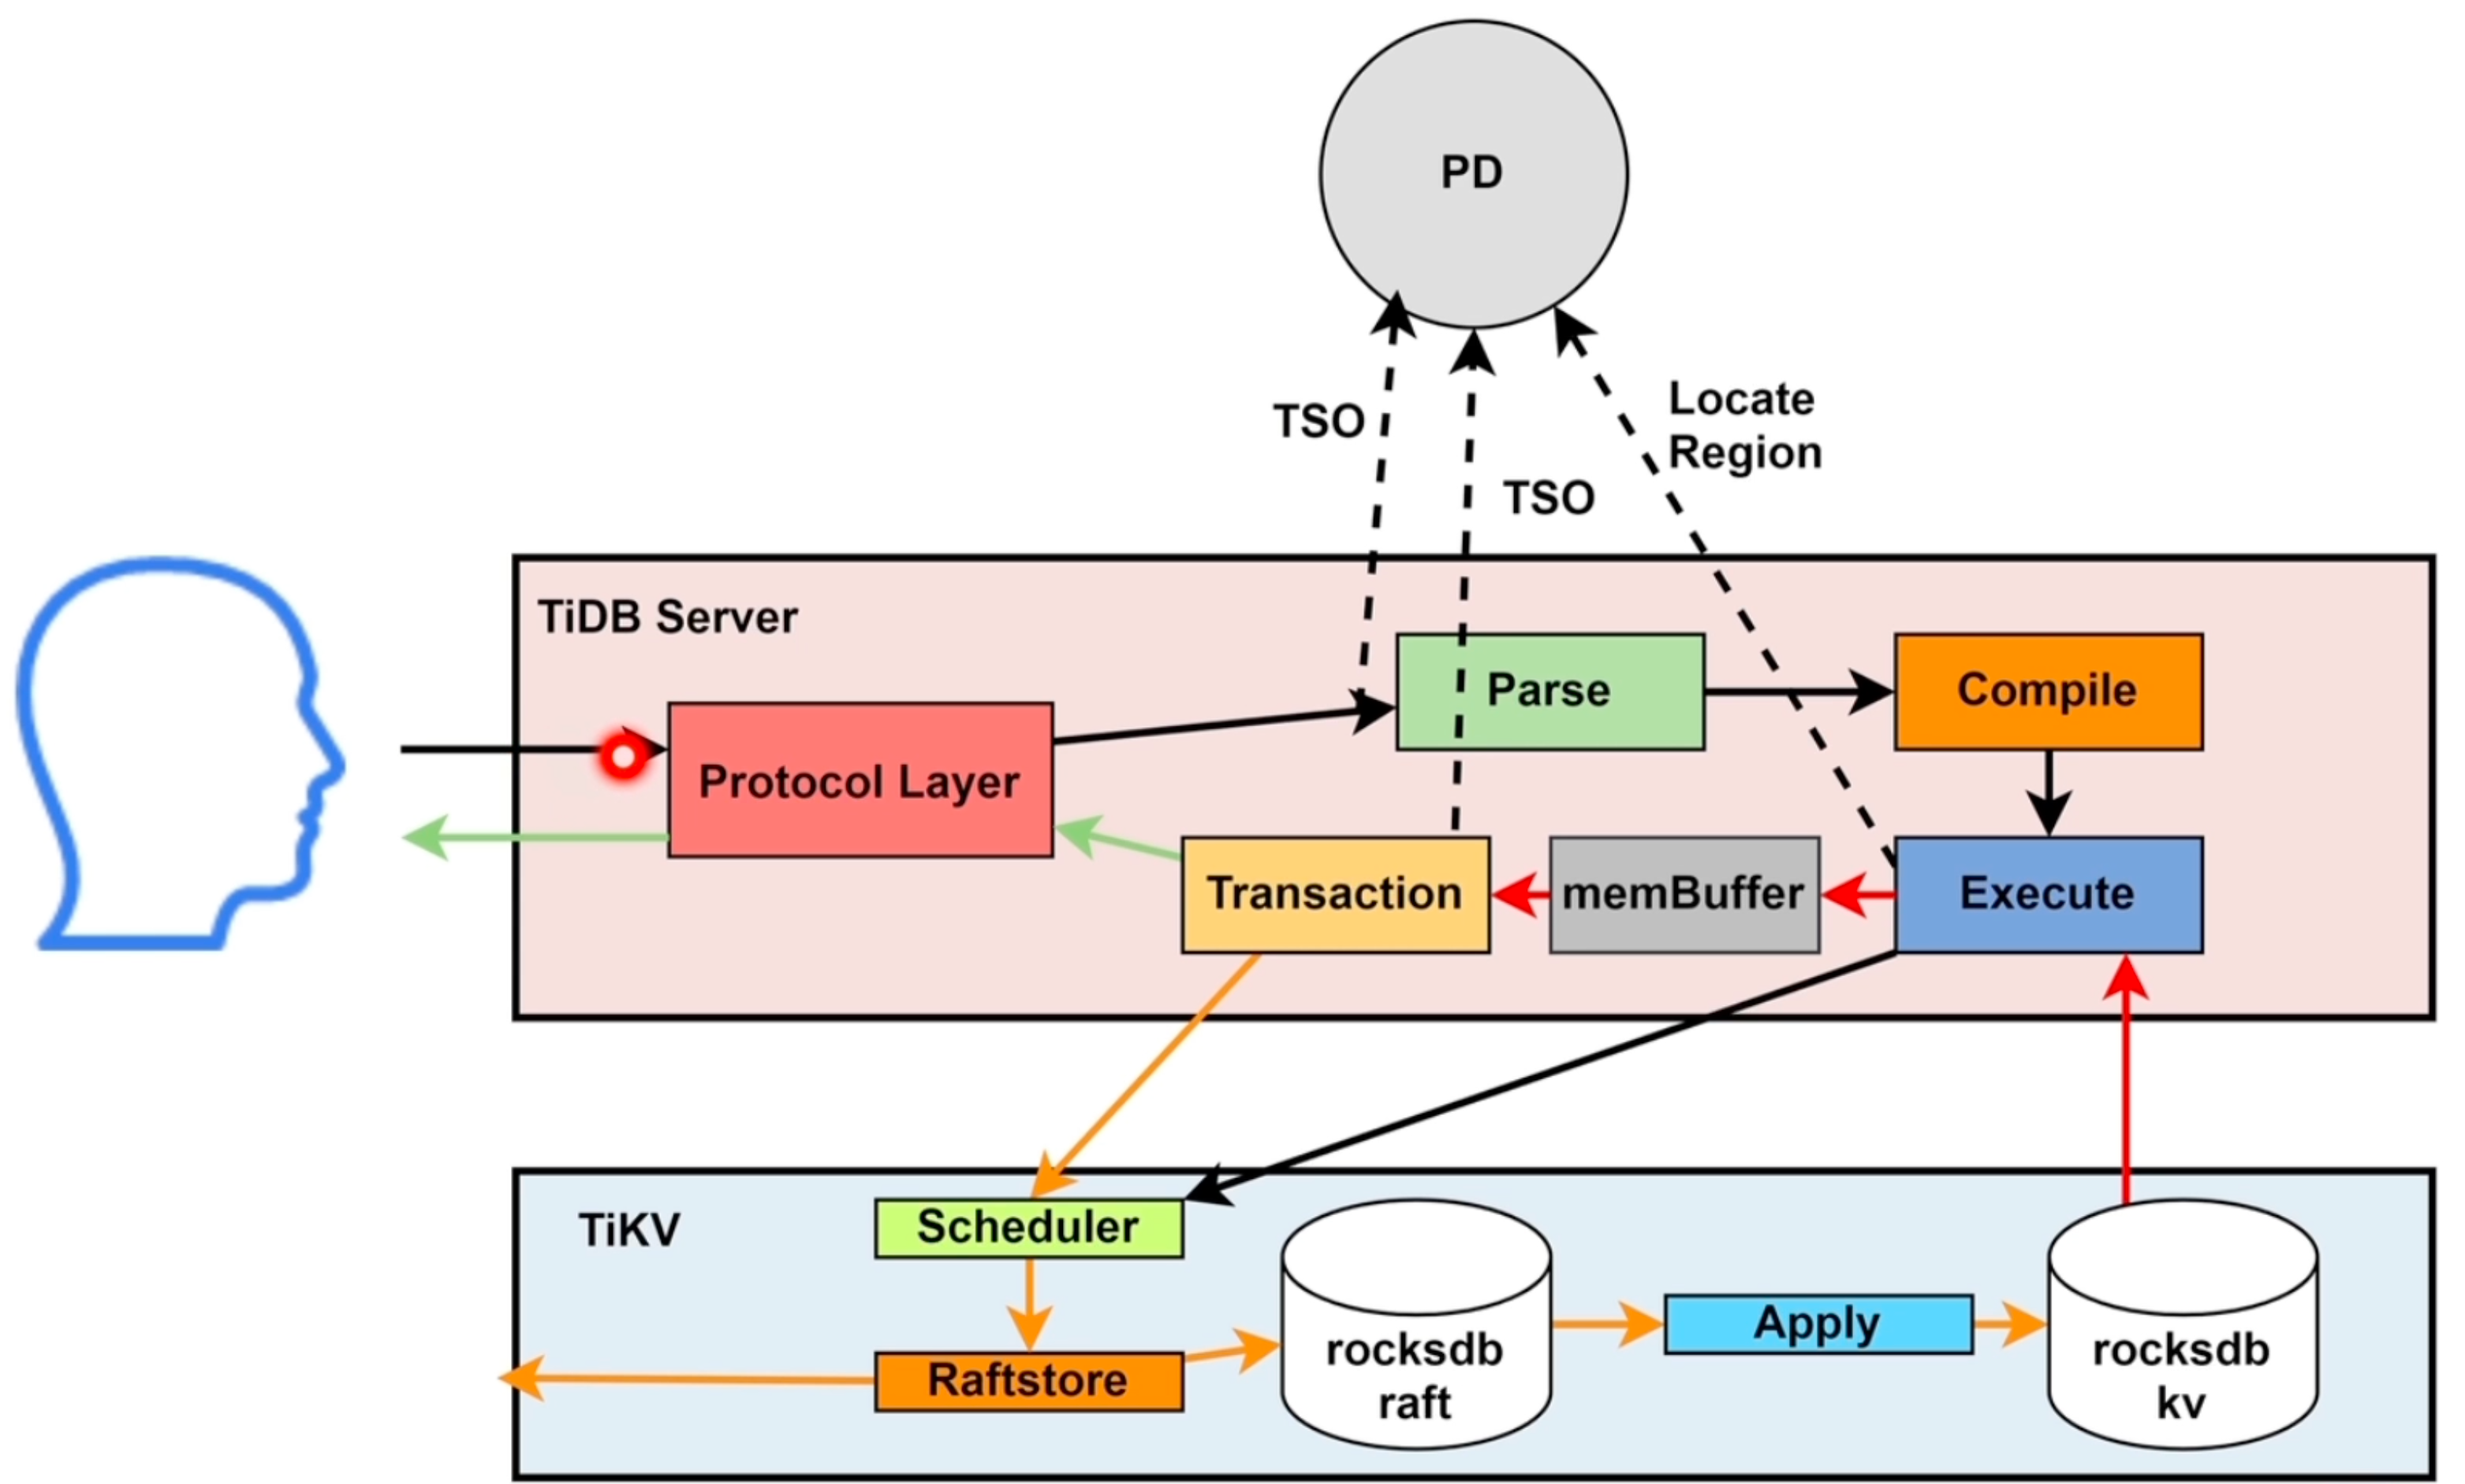 PD
TSO
Locate
Region
TSO
TiDB Server
Parse
Compile
Protocol Layer
Transaction
memBuffer
Execute
TiKV
Scheduler
Raftstore
rocksdb
raft
Apply
rocksdb
kv